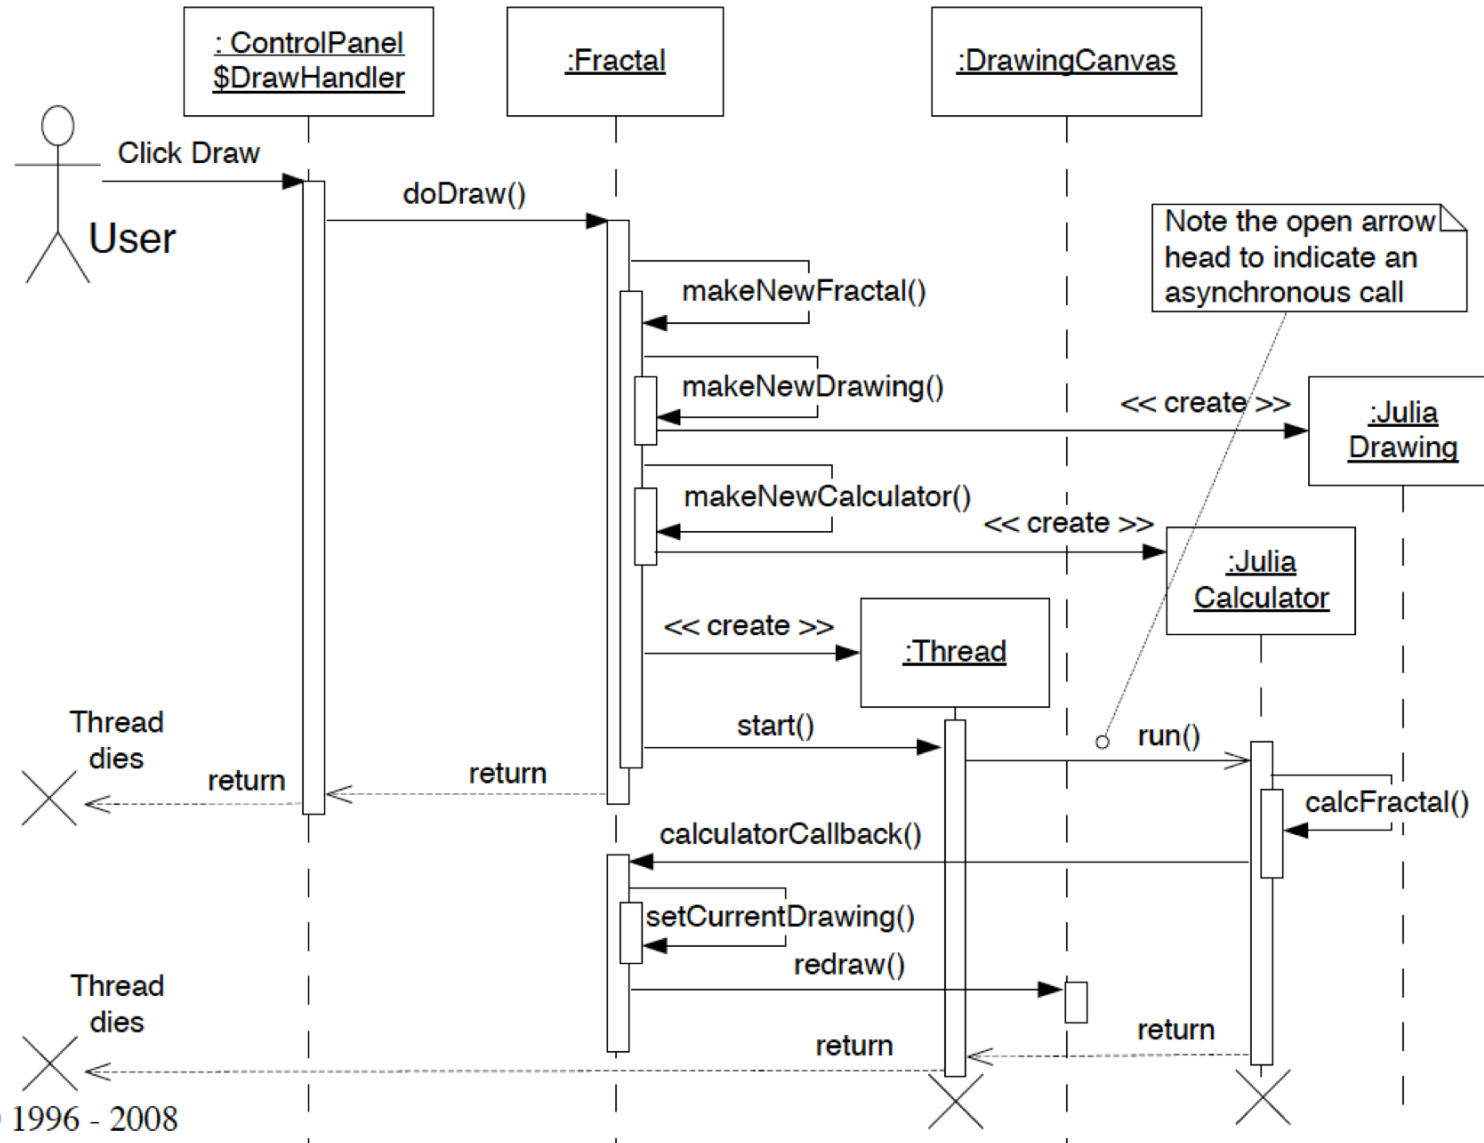 : ControlPanel
$DrawHandler
:Fractal
:DrawingCanvas
Click Draw
User
doDraw()
Note the open arrow
head to indicate an
asynchronous call
makeNewFractal()
makeNewDrawing()
<< create >>
:Julia
Drawing
makeNewCalculator()
<< create >>
:Julia
Calculator
<< create >>
:Thread
Thread
dies
return
return
start()
run()
calcFractal()
calculatorCallback()
setCurrentDrawing()
redraw()
Thread
dies
return
return
1996 - 2008